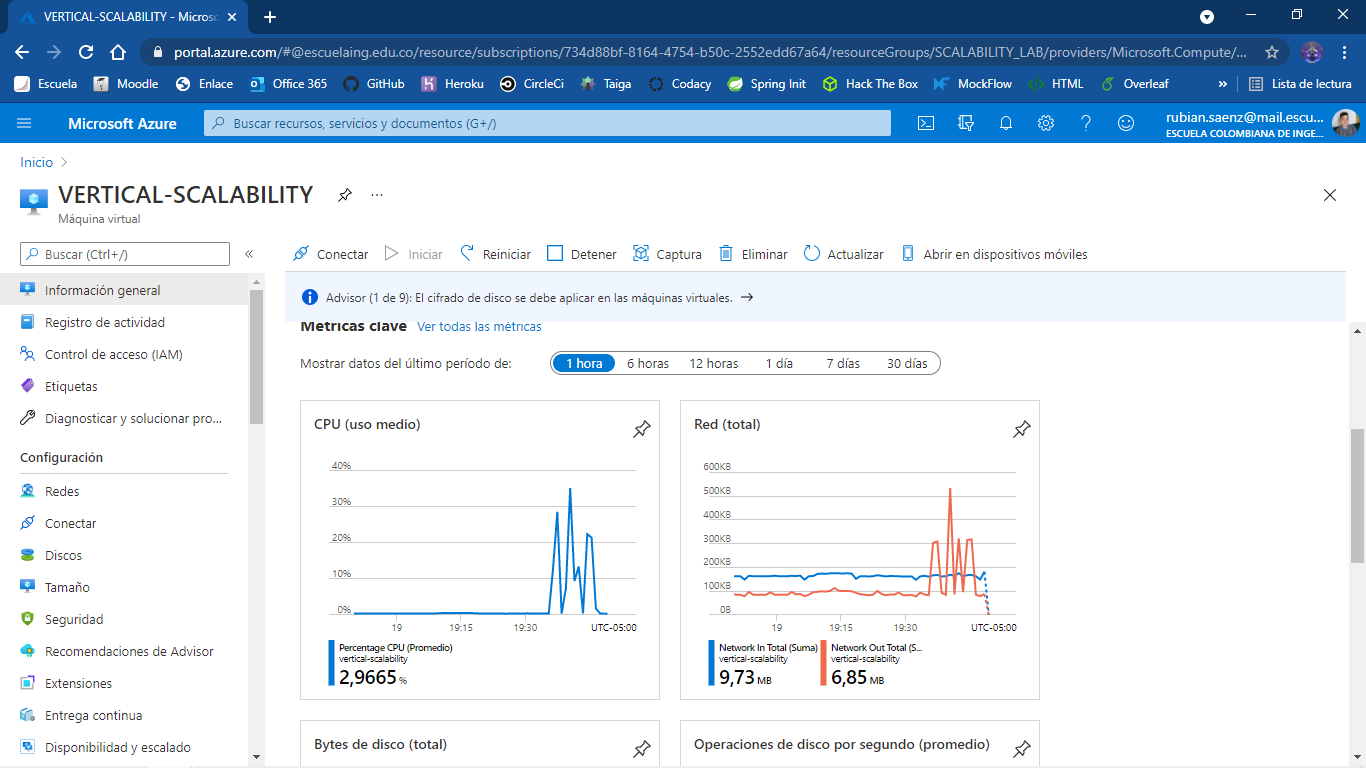 VERTICAL-SCALABILITY - Microso
portal.azure.com/#@escuelaing.edu.co/resource/subscriptions/734d88bf-8164-4754-b50c-2552edd67a64/resourceGroups/SCALABILITY_LAB/providers/Microsoft.Compute/...
Escuela Moodle Enlace Office 365 GitHub Heroku CircleCi Taiga Codacy Spring Init Hack The Box MockFlow HTML Overleaf » Lista de lectura
Microsoft Azure Buscar recursos, servicios y documentos (G+/) rubian.saenz@mail.escu...
ESCUELA COLOMBIANA DE INGE...
Inicio >
VERTICAL-SCALABILITY ...
Máquina virtual
Buscar (Ctrl+/) «
Conectar Iniciar Reiniciar Detener Captura Eliminar Actualizar Abrir en dispositivos móviles
Advisor (1 de 9): El cifrado de disco se debe aplicar en las máquinas virtuales. →
Información general
Registro de actividad
Control de acceso (IAM)
Etiquetas
Diagnosticar y solucionar pro...
Configuración
Redes
Conectar
Discos
Tamaño
Seguridad
Recomendaciones de Advisor
Extensiones
Entrega continua
Disponibilidad y escalado
Métricas clave Ver todas las métricas
Mostrar datos del último período de: 1 hora 6 horas 12 horas 1 día 7 días 30 días
CPU (uso medio)
40%
30%
20%
10%
0%
19 19:15 19:30 UTC-05:00
Percentage CPU (Promedio)
vertical-scalability
2,9665 %
Red (total)
600KB
500KB
400KB
300KB
200KB
100KB
0B
19 19:15 19:30 UTC-05:00
Network In Total (Suma) Network Out Total (S...
vertical-scalability vertical-scalability
9,73 MB 6,85 MB
Bytes de disco (total)
Operaciones de disco por segundo (promedio)